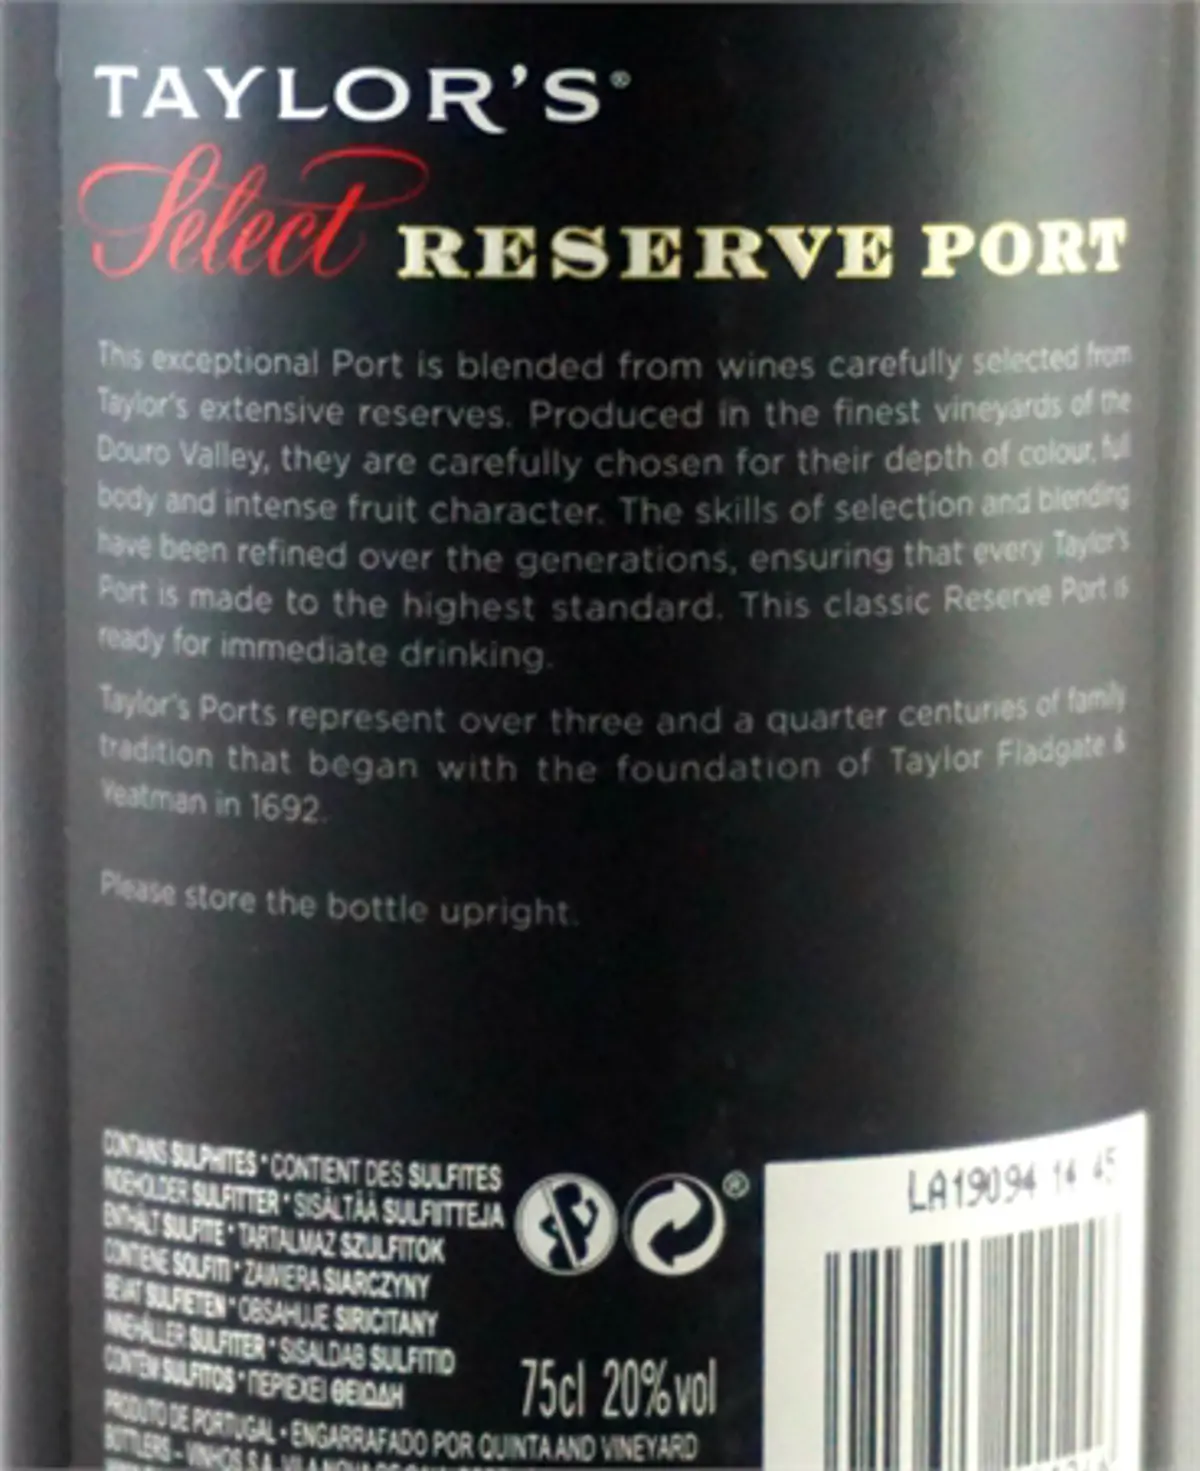 TAYLOR'S®
Select RESERVE PORT
This exceptional Port is blended from wines carefully selected from
Taylor's extensive reserves. Produced in the finest vineyards of the
Douro Valley, they are carefully chosen for their depth of colour, full
body and intense fruit character. The skills of selection and blending
have been refined over the generations, ensuring that every Taylor's
Port is made to the highest standard. This classic Reserve Port is
ready for immediate drinking.
Taylor's Ports represent over three and a quarter centuries of family
tradition that began with the foundation of Taylor Fladgate &
Yeatman in 1692.
Please store the bottle upright.
CONTAINS SULPHITES * CONTIENT DES SULFITES
INDEHOLDER SULFITTER * SISÄLTÄÄ SULFIITTEJA
ENTHÄLT SULFITE * TARTALMAZ SZULFITOK
CONTIENE SOLFITI * ZAWIERA SIARCZYNY
BEVAT SULFIETEN * OBSAHUJE SIRICITANY
INNEHÅLLER SULFITER * SISALDAB SULFITID
CONTÉM SULFITOS * ΠΕΡΙΕΧΕΙ ΘΕΙΩΔΗ
PRODUTO DE PORTUGAL • ENGARRAFADO POR QUINTA AND VINEYARD
BOTTLERS – VINHOS S.A.
®
75cl 20%vol
LA19094 14 45